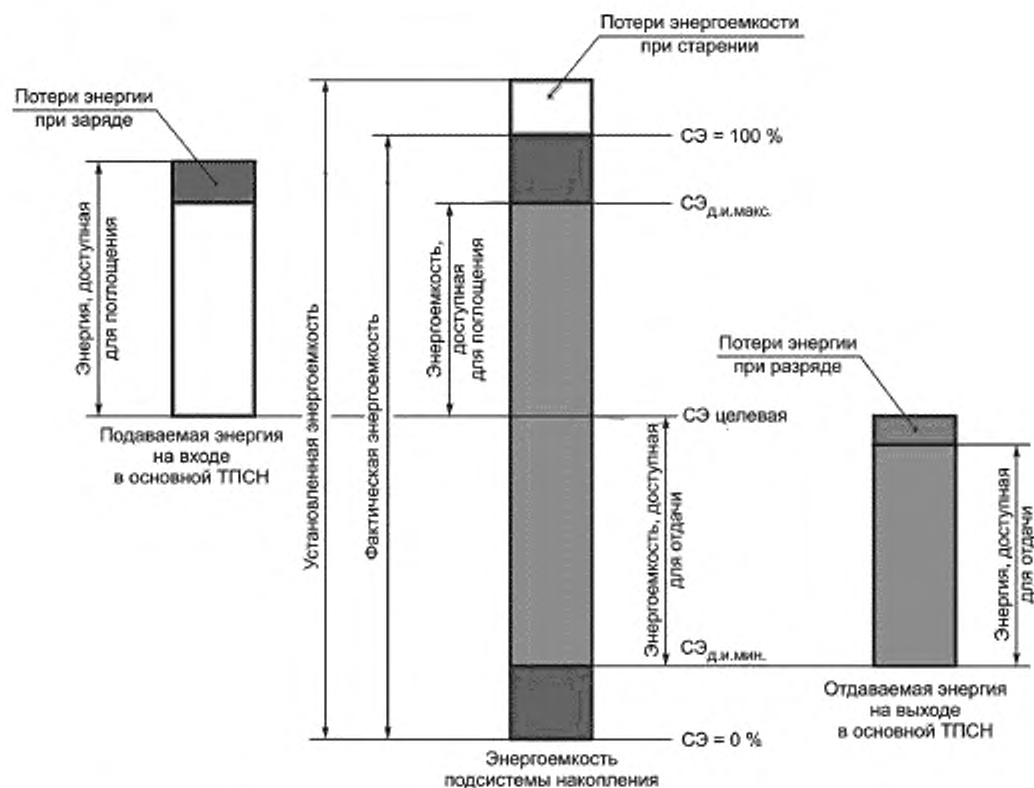 Потери энергоемкости
при старении
Потери энергии
при заряде
Энергия, доступная
для поглощения
Подаваемая энергия
на входе
в основной ТПСН
Установленная энергоемкость
Фактическая энергоемкость
Энергоемкость,
доступная
для поглощения
СЭ = 100 %
СЭд.и.макс.
СЭ целевая
Энергоемкость, доступная
для отдачи
СЭд.и.мин.
СЭ = 0 %
Энергоемкость
подсистемы накопления
Потери энергии
при разряде
Энергия, доступная
для отдачи
Отдаваемая энергия
на выходе
в основной ТПСН